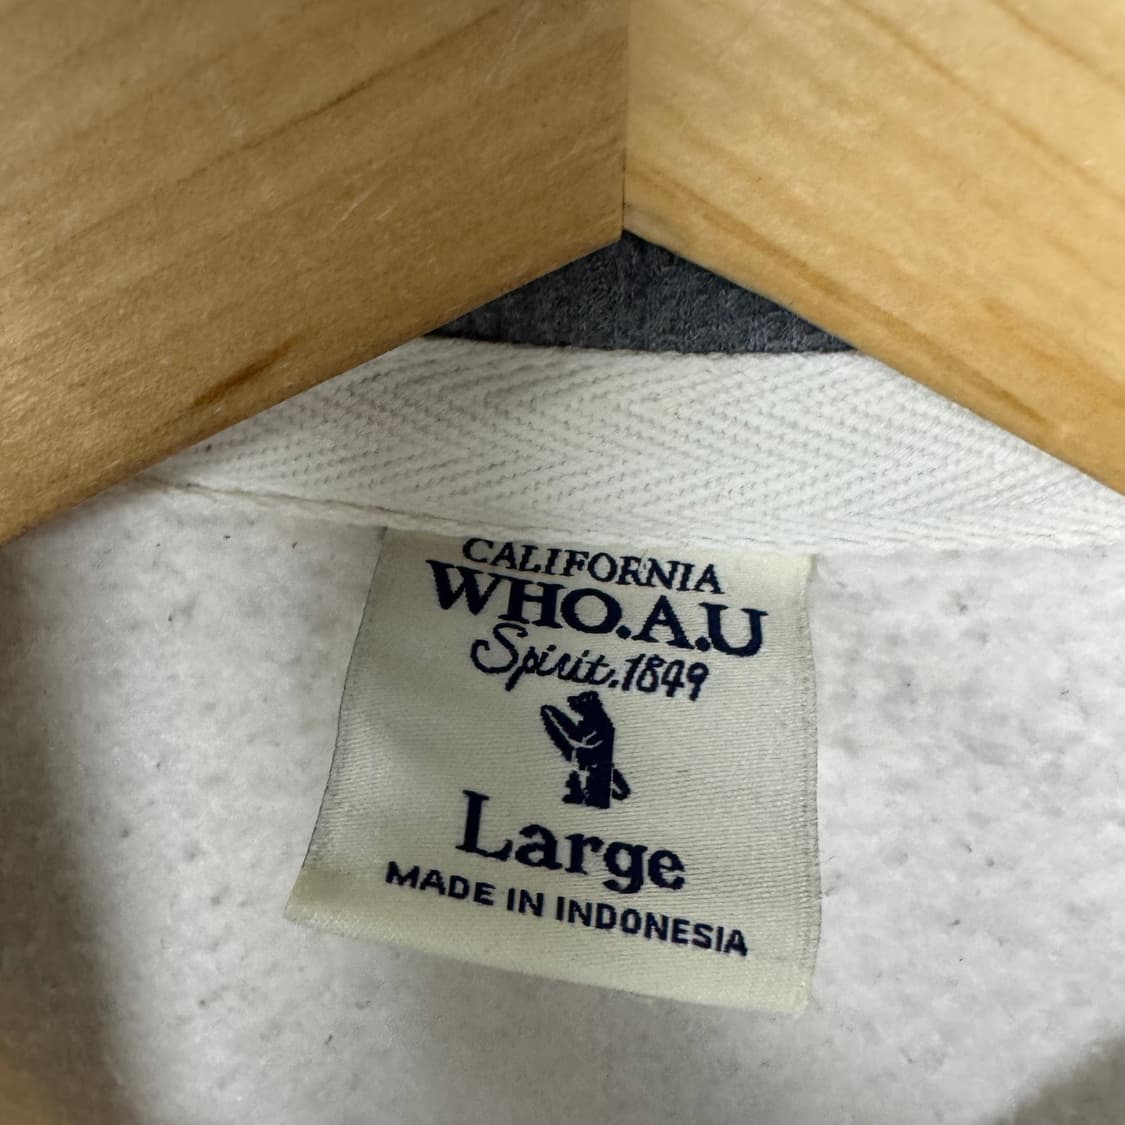 CALIFORNIA
WHO.A.U
Spirit.1849
Large
MADE IN INDONESIA